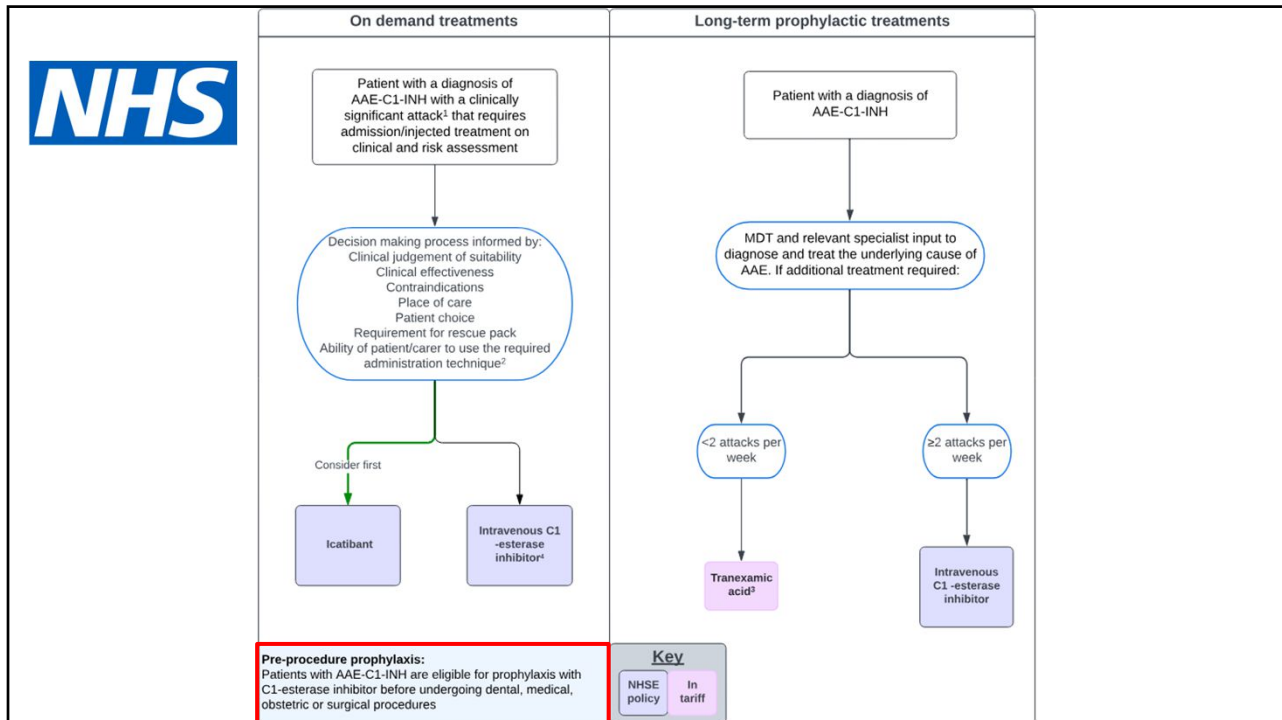 NHS
On demand treatments
Patient with a diagnosis of
AAE-C1-INH with a clinically
significant attack¹ that requires
admission/injected treatment on
clinical and risk assessment
Decision making process informed by:
Clinical judgement of suitability
Clinical effectiveness
Contraindications
Place of care
Patient choice
Requirement for rescue pack
Ability of patient/carer to use the required
administration technique²
Consider first
Icatibant
Intravenous C1
-esterase
inhibitor⁴
Pre-procedure prophylaxis:
Patients with AAE-C1-INH are eligible for prophylaxis with
C1-esterase inhibitor before undergoing dental, medical,
obstetric or surgical procedures
Long-term prophylactic treatments
Patient with a diagnosis of
AAE-C1-INH
MDT and relevant specialist input to
diagnose and treat the underlying cause of
AAE. If additional treatment required:
<2 attacks per
week
≥2 attacks per
week
Tranexamic
acid³
Intravenous
C1 -esterase
inhibitor
Key
NHSE
policy
In
tariff